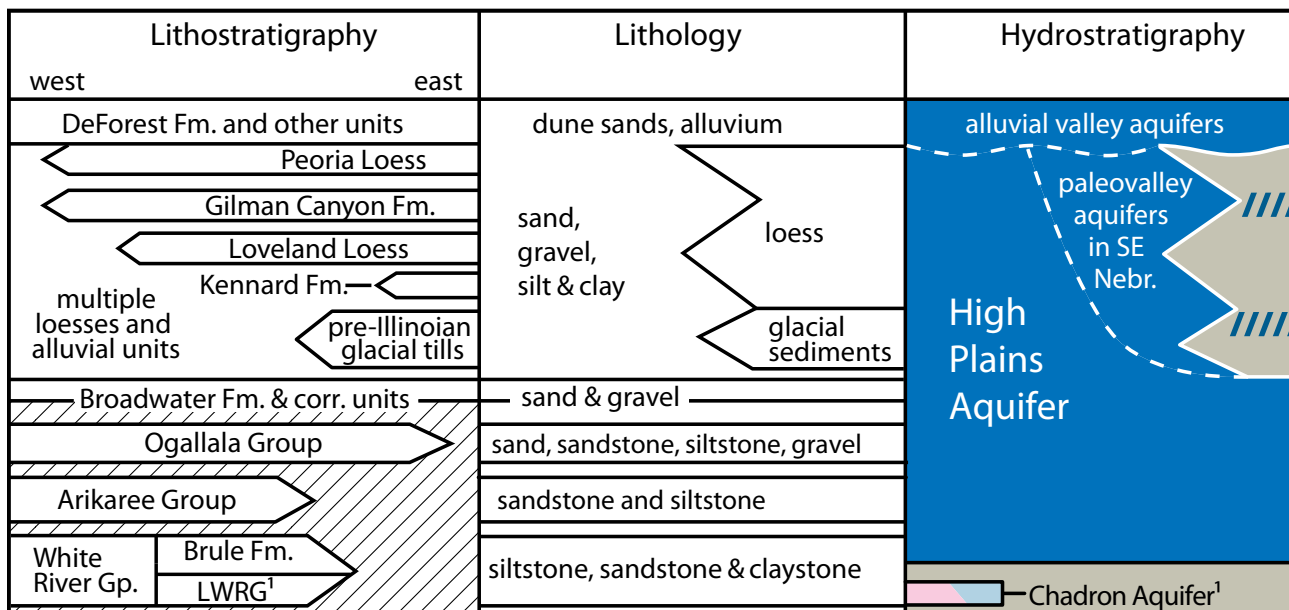 Lithostratigraphy
west
east
DeForest Fm. and other units
Peoria Loess
Gilman Canyon Fm.
Loveland Loess
Kennard Fm.
multiple
loesses and
alluvial units
pre-Illinoian
glacial tills
Broadwater Fm. & corr. units
Ogallala Group
Arikaree Group
White
River Gp.
Brule Fm.
LWRG¹
Lithology
dune sands, alluvium
sand,
gravel,
silt & clay
loess
glacial
sediments
sand & gravel
sand, sandstone, siltstone, gravel
sandstone and siltstone
siltstone, sandstone & claystone
Hydrostratigraphy
alluvial valley aquifers
paleovalley
aquifers
in SE
Nebr.
High
Plains
Aquifer
Chadron Aquifer¹